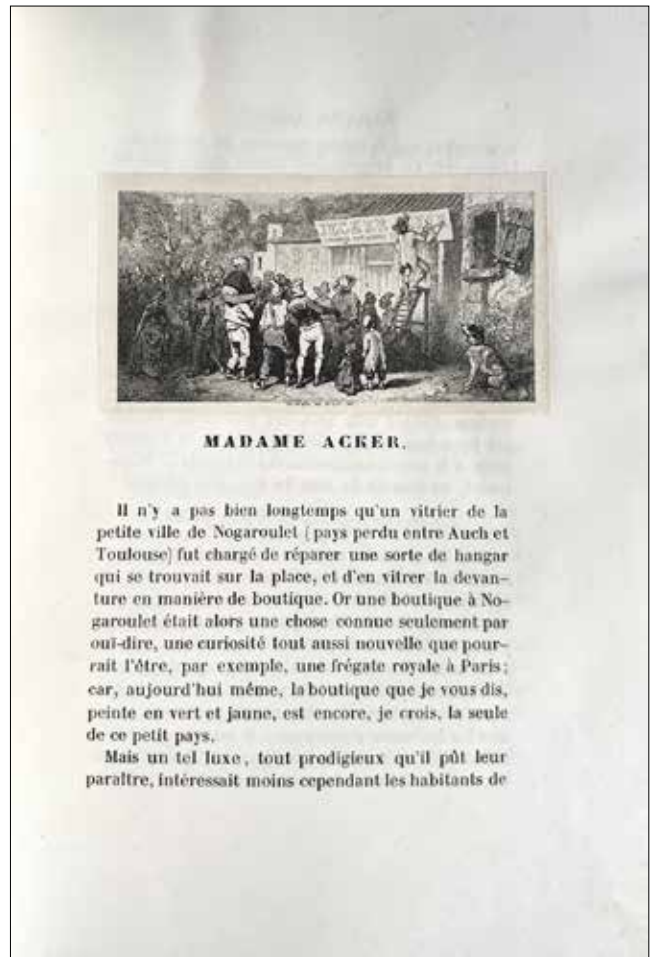 MADAME ACKER.
Il n'y a pas bien longtemps qu'un vitrier de la
petite ville de Nogaroulet (pays perdu entre Auch et
Toulouse) fut chargé de réparer une sorte de hangar
qui se trouvait sur la place, et d'en vitrer la devan-
ture en manière de boutique. Or une boutique à No-
garoulet était alors une chose connue seulement par
ouï-dire, une curiosité tout aussi nouvelle que pour-
rait l'être, par exemple, une frégate royale à Paris;
car, aujourd'hui même, la boutique que je vous dis,
peinte en vert et jaune, est encore, je crois, la seule
de ce petit pays.
Mais un tel luxe, tout prodigieux qu'il pût leur
paraître, intéressait moins cependant les habitants de